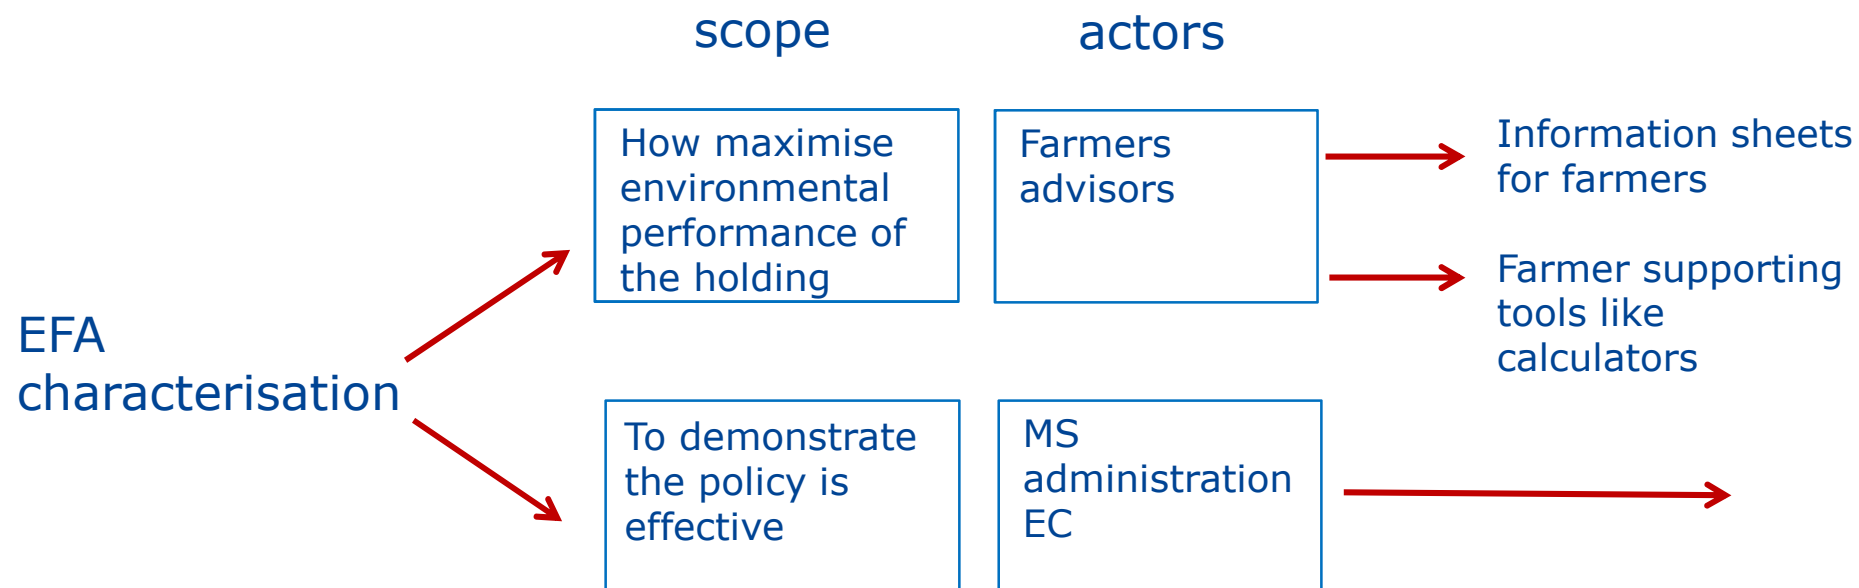 scope
actors
How maximise
environmental
performance of
the holding
Farmers
advisors
Information sheets
for farmers
Farmer supporting
tools like
calculators
EFA
characterisation
To demonstrate
the policy is
effective
MS
administration
EC